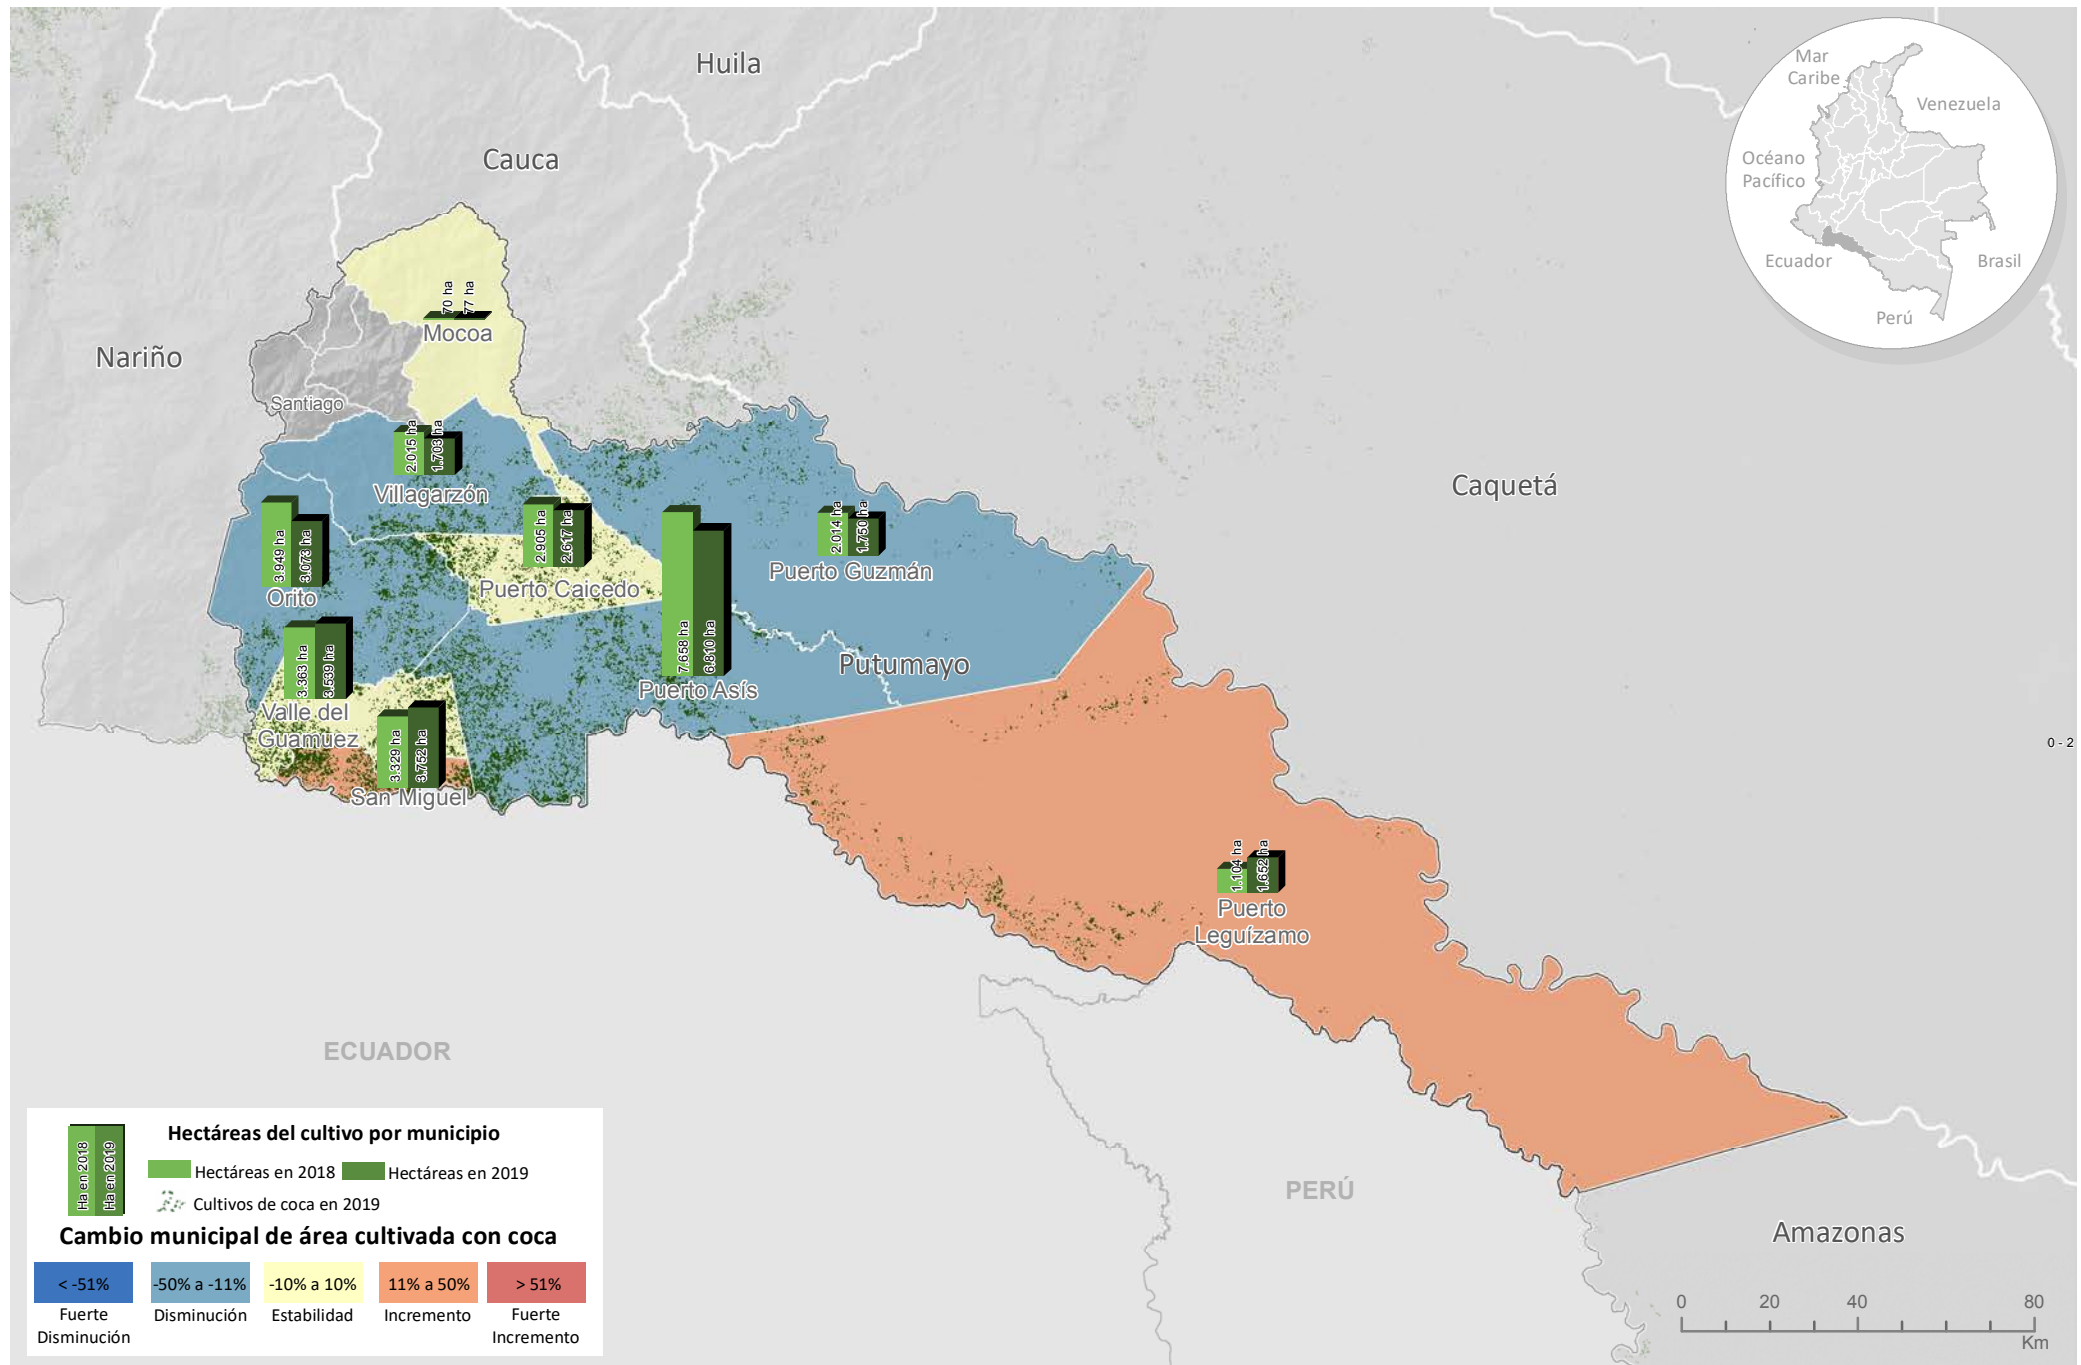 Huila
Cauca
Nariño
Caquetá
Putumayo
Amazonas
ECUADOR
PERÚ
Mar
Caribe
Venezuela
Océano
Pacífico
Ecuador
Brasil
Perú
70 ha
77 ha
Mocoa
Santiago
2.015 ha
1.703 ha
Villagarzón
3.949 ha
3.073 ha
Orito
2.905 ha
2.617 ha
Puerto Caicedo
7.658 ha
6.810 ha
Puerto Asís
2.014 ha
1.750 ha
Puerto Guzmán
3.363 ha
3.539 ha
Valle del
Guamuez
3.329 ha
3.752 ha
San Miguel
1.104 ha
1.652 ha
Puerto
Leguízamo
0 - 2
Ha en 2018
Ha en 2019
Hectáreas del cultivo por municipio
Hectáreas en 2018
Hectáreas en 2019
Cultivos de coca en 2019
Cambio municipal de área cultivada con coca
< -51%
-50% a -11%
-10% a 10%
11% a 50%
> 51%
Fuerte
Disminución
Disminución
Estabilidad
Incremento
Fuerte
Incremento
0 20 40 80
Km